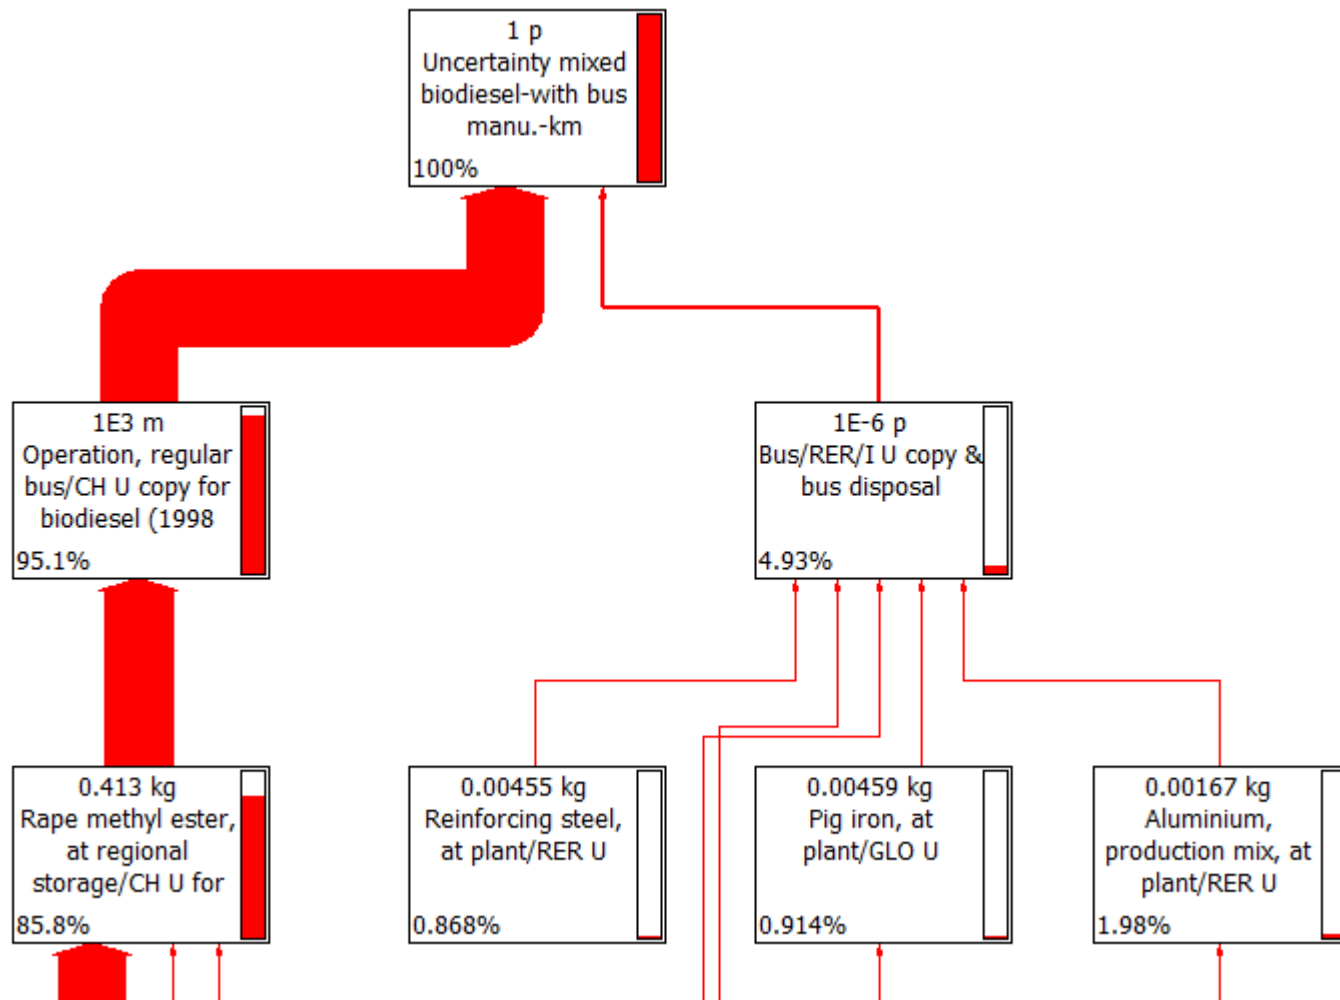 1 p
Uncertainty mixed
biodiesel-with bus
manu.-km
100%
1E3 m
Operation, regular
bus/CH U copy for
biodiesel (1998
95.1%
1E-6 p
Bus/RER/I U copy &
bus disposal
4.93%
0.413 kg
Rape methyl ester,
at regional
storage/CH U for
85.8%
0.00455 kg
Reinforcing steel,
at plant/RER U
0.868%
0.00459 kg
Pig iron, at
plant/GLO U
0.914%
0.00167 kg
Aluminium,
production mix, at
plant/RER U
1.98%